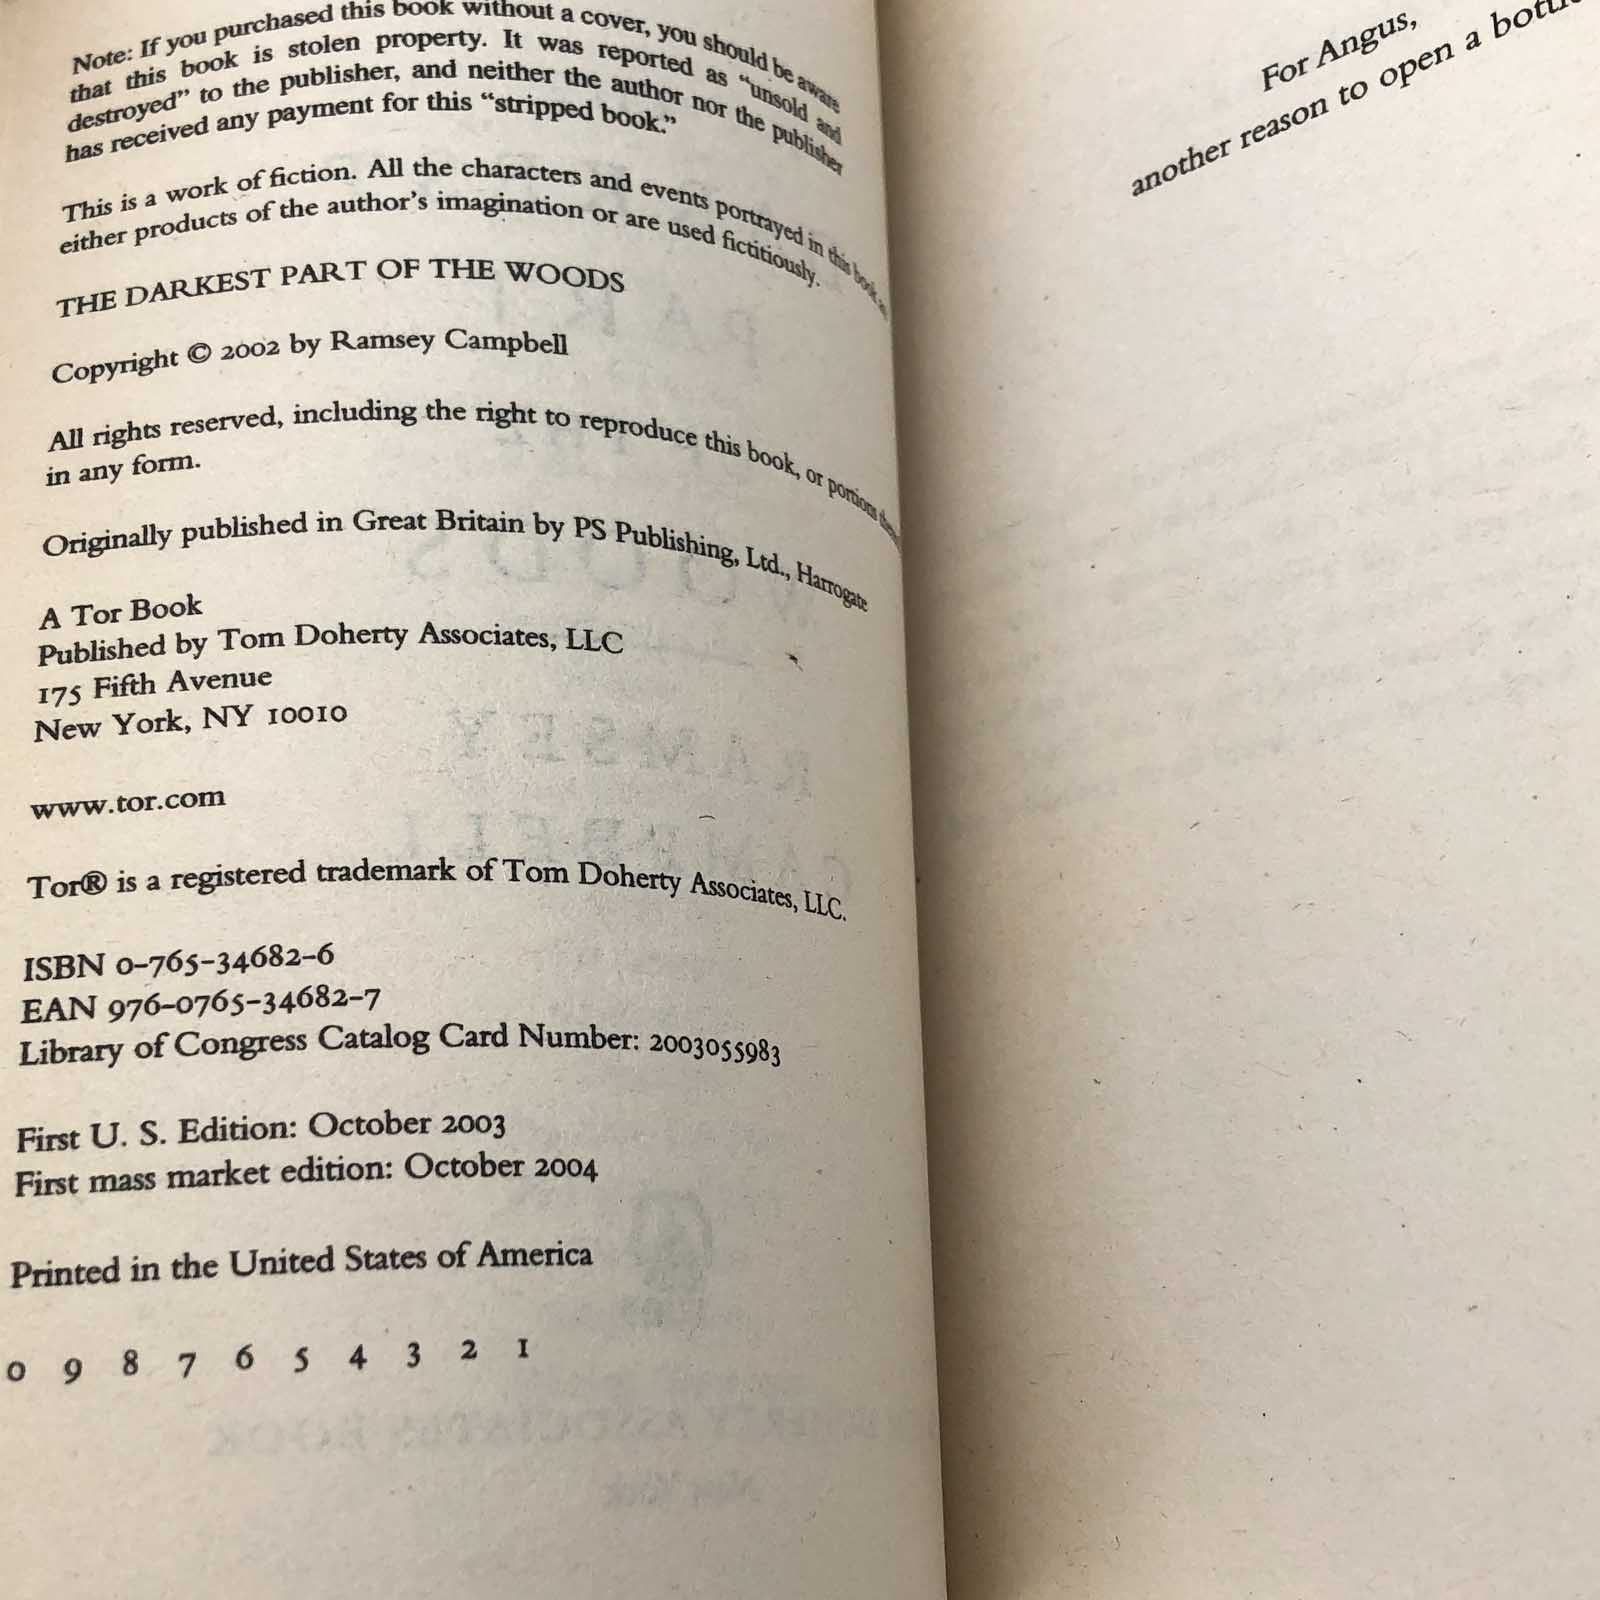 Note: If you purchased this book without a cover, you should be aware
that this book is stolen property. It was reported as “unsold and
destroyed” to the publisher, and neither the author nor the publisher
has received any payment for this “stripped book.”
This is a work of fiction. All the characters and events portrayed in this book
either products of the author’s imagination or are used fictitiously.
THE DARKEST PART OF THE WOODS
Copyright © 2002 by Ramsey Campbell
All rights reserved, including the right to reproduce this book, or portions
in any form.
Originally published in Great Britain by PS Publishing, Ltd., Harrogate
A Tor Book
Published by Tom Doherty Associates, LLC
175 Fifth Avenue
New York, NY 10010
www.tor.com
Tor® is a registered trademark of Tom Doherty Associates, LLC.
ISBN 0-765-34682-6
EAN 976-0765-34682-7
Library of Congress Catalog Card Number: 2003055983
First U. S. Edition: October 2003
First mass market edition: October 2004
Printed in the United States of America
0 9 8 7 6 5 4 3 2 1
For Angus,
another reason to open a